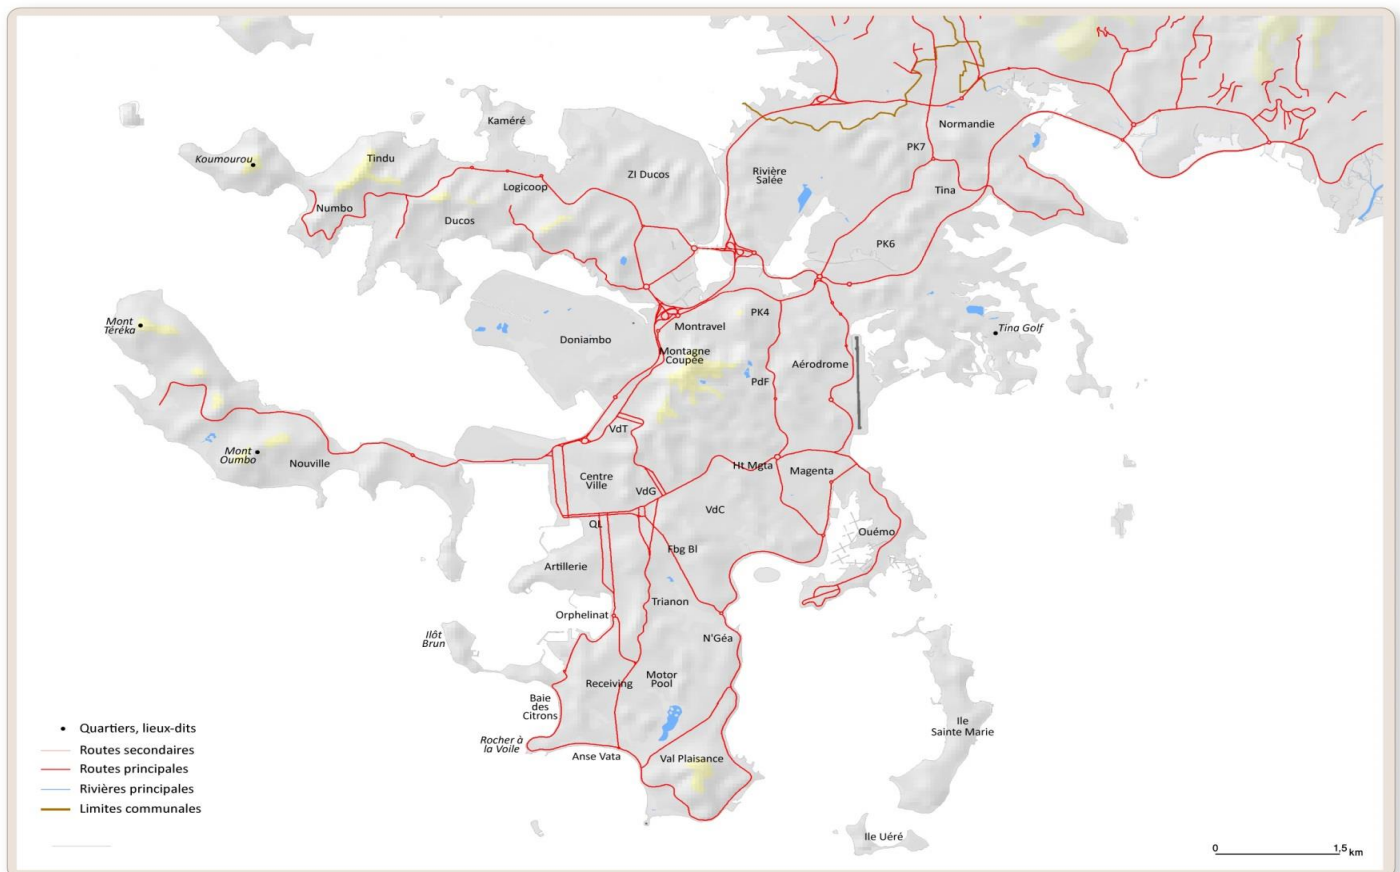 Kaméré
Normandie
PK7
Koumourou
Tindu
Rivière
Salée
ZI Ducos
Logicoop
Tina
Numbo
Ducos
PK6
Mont
Téréka
PK4
Montravel
Tina Golf
Doniambo
Montagne
Coupée
Aérodrome
PdF
VdT
Mont
Oumbo
Nouville
Ht Mgta
Magenta
Centre
Ville
VdG
VdC
QL
Ouémo
Fbg Bl
Artillerie
Trianon
Orphelinat
Ilôt
Brun
N'Géa
Receiving
Motor
Pool
Baie
des
Citrons
Ile
Sainte Marie
Rocher à
la Voile
Anse Vata
Val Plaisance
Ile Uéré
Quartiers, lieux-dits
Routes secondaires
Routes principales
Rivières principales
Limites communales
0 1,5 km